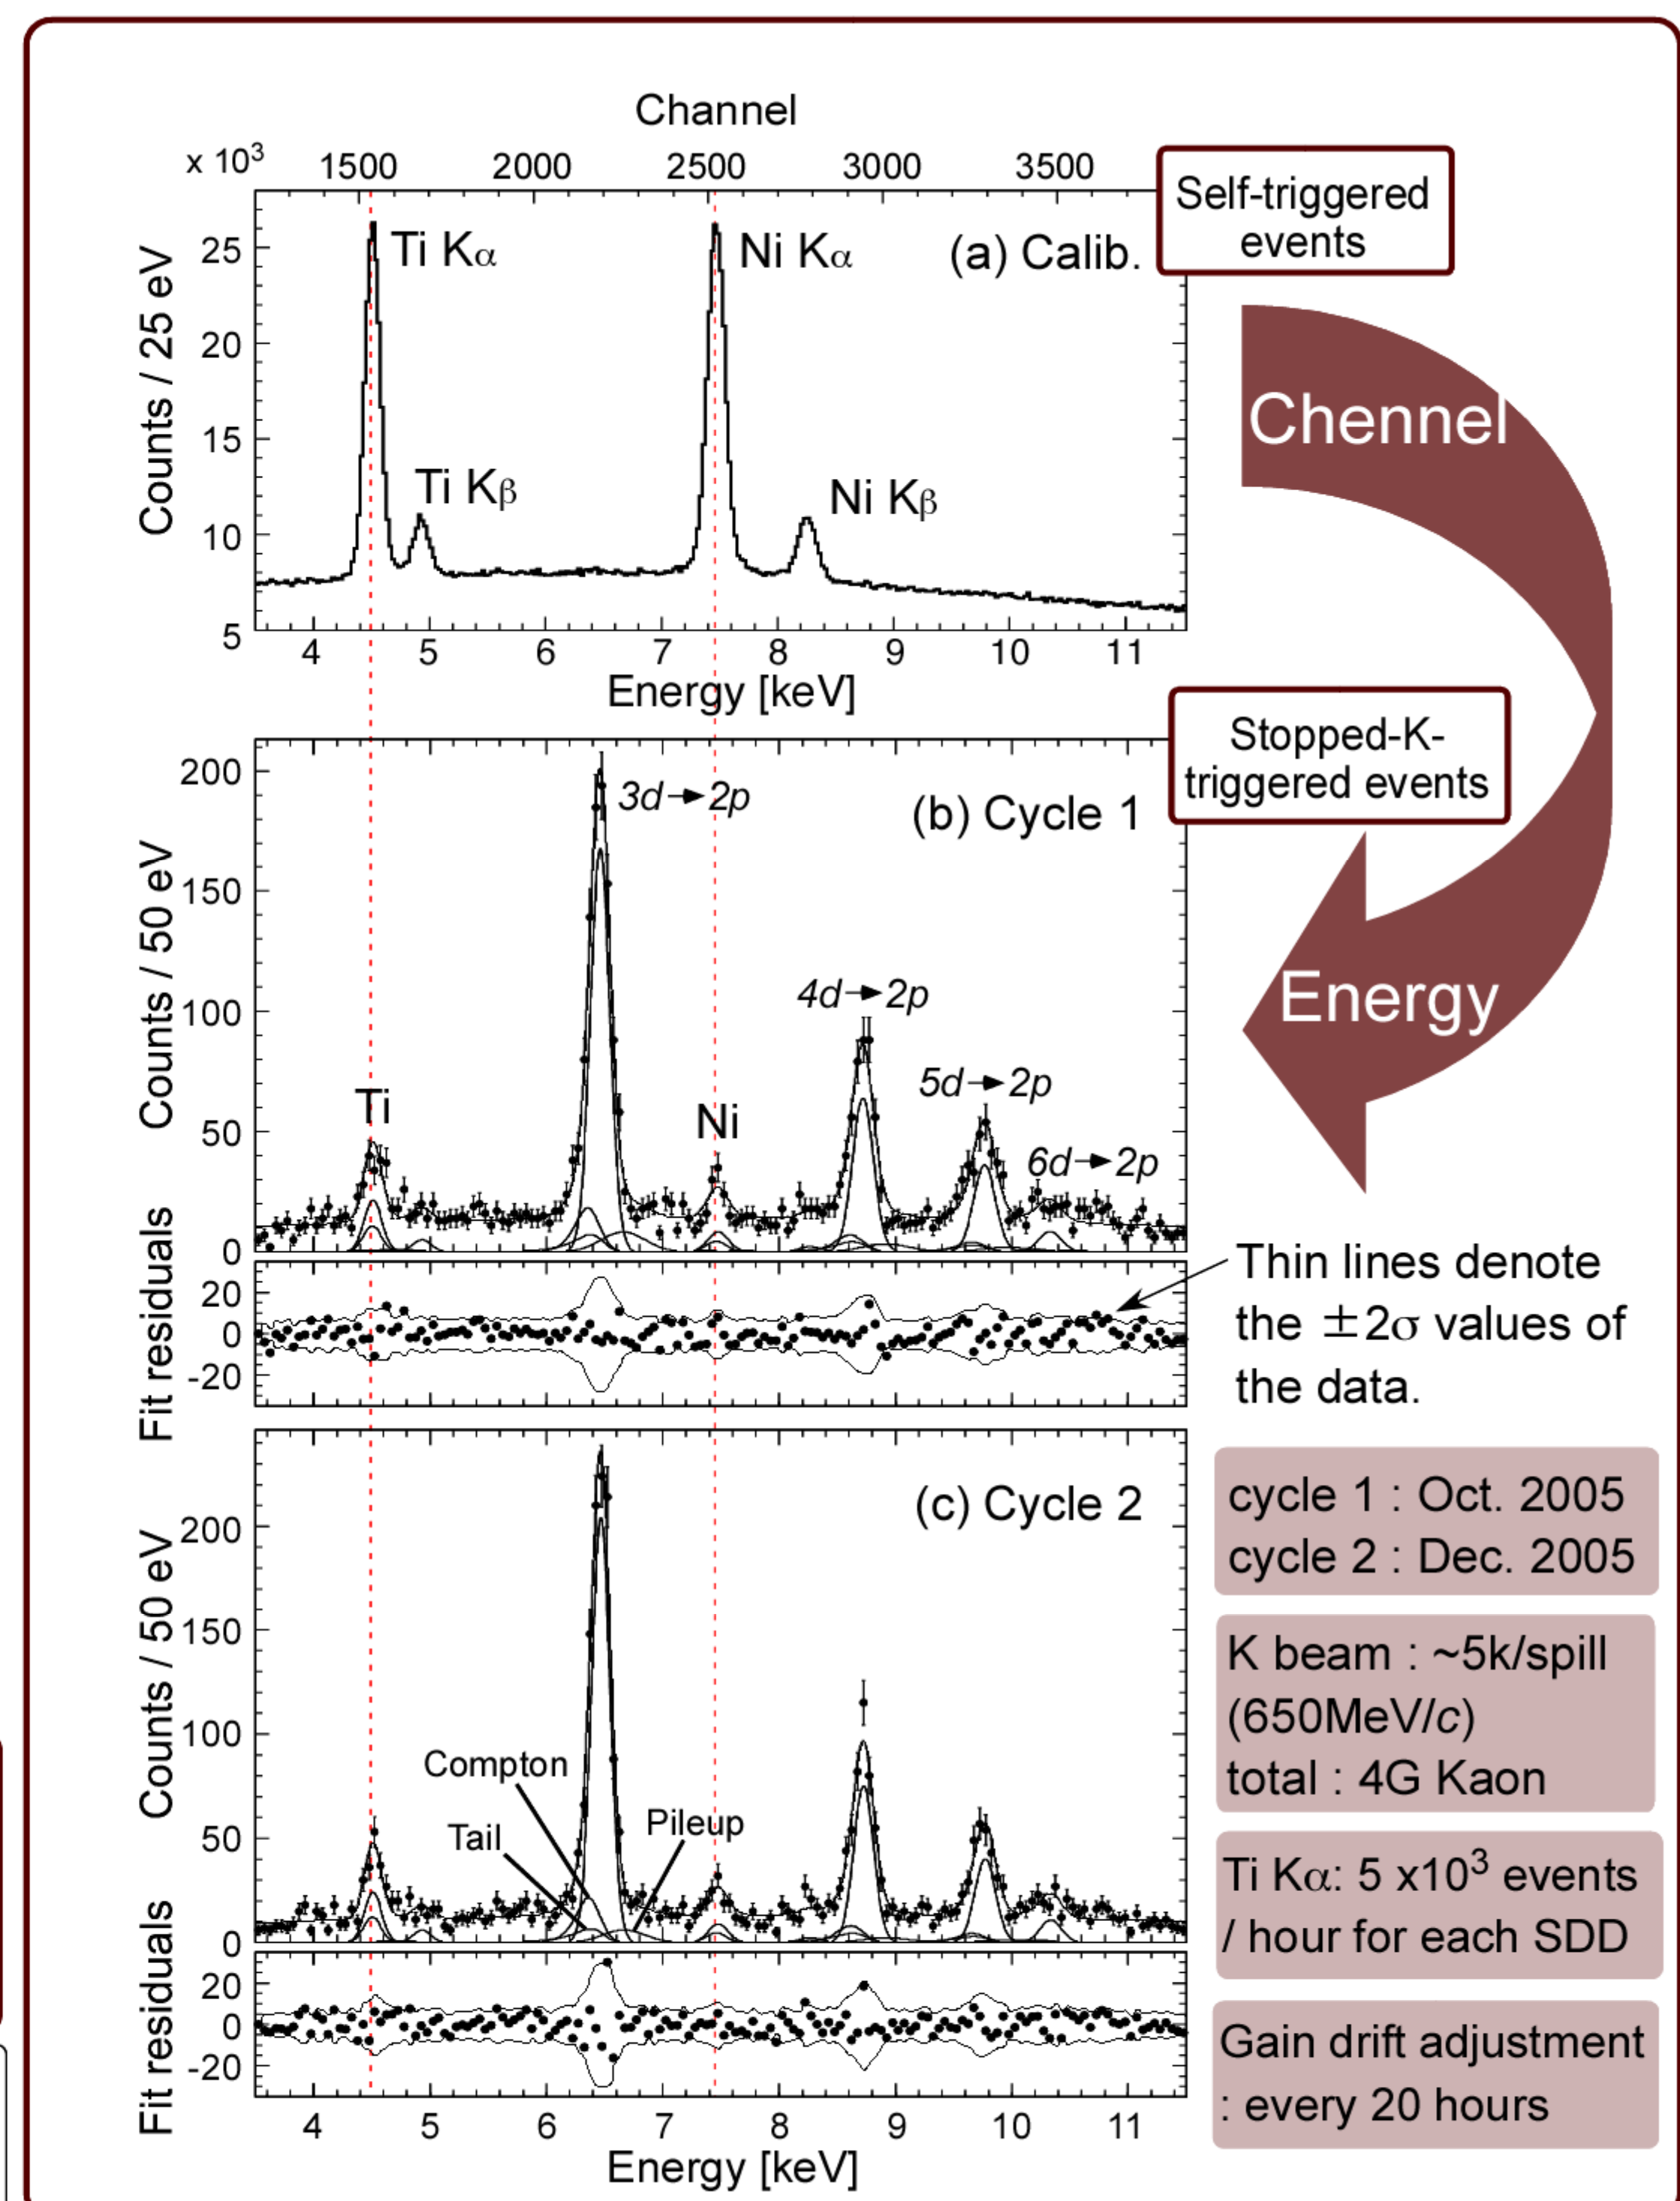 Channel
x 10³ 1500 2000 2500 3000 3500
Self-triggered
events
Counts / 25 eV
25
20
15
10
5
Ti Kα
Ni Kα
(a) Calib.
Ti Kβ
Ni Kβ
4 5 6 7 8 9 10 11
Energy [keV]
Chennel
Energy
Stopped-K-
triggered events
Counts / 50 eV
200
150
100
50
0
3d→2p
(b) Cycle 1
4d→2p
5d→2p
6d→2p
Ti
Ni
Fit residuals
20
0
-20
Thin lines denote
the ±2σ values of
the data.
Counts / 50 eV
200
150
100
50
0
(c) Cycle 2
Compton
Tail
Pileup
Fit residuals
20
0
-20
4 5 6 7 8 9 10 11
Energy [keV]
cycle 1 : Oct. 2005
cycle 2 : Dec. 2005
K beam : ~5k/spill
(650MeV/c)
total : 4G Kaon
Ti Kα: 5 x10³ events
/ hour for each SDD
Gain drift adjustment
: every 20 hours